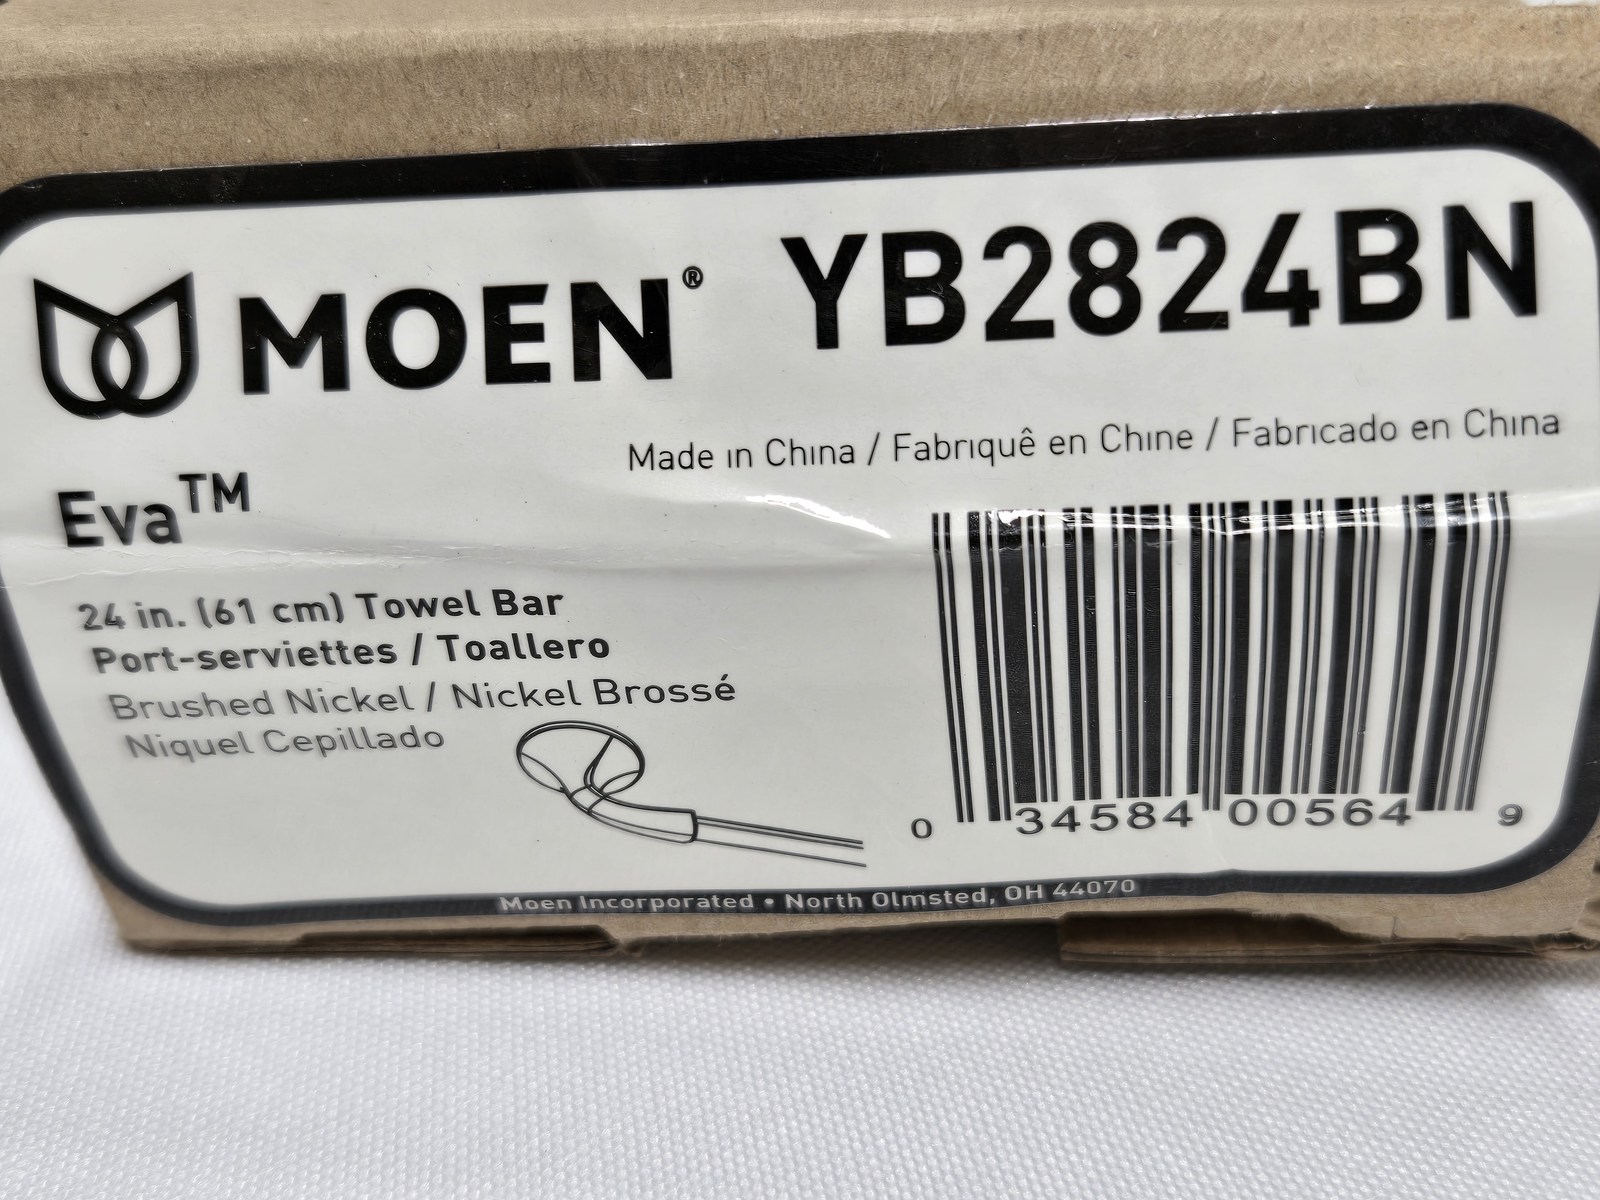 MOEN® YB2824BN
Made in China / Fabriquê en Chine / Fabricado en China
Eva™
24 in. (61 cm) Towel Bar
Port-serviettes / Toallero
Brushed Nickel / Nickel Brossé
Niquel Cepillado
0 34584 00564 9
Moen Incorporated • North Olmsted, OH 44070